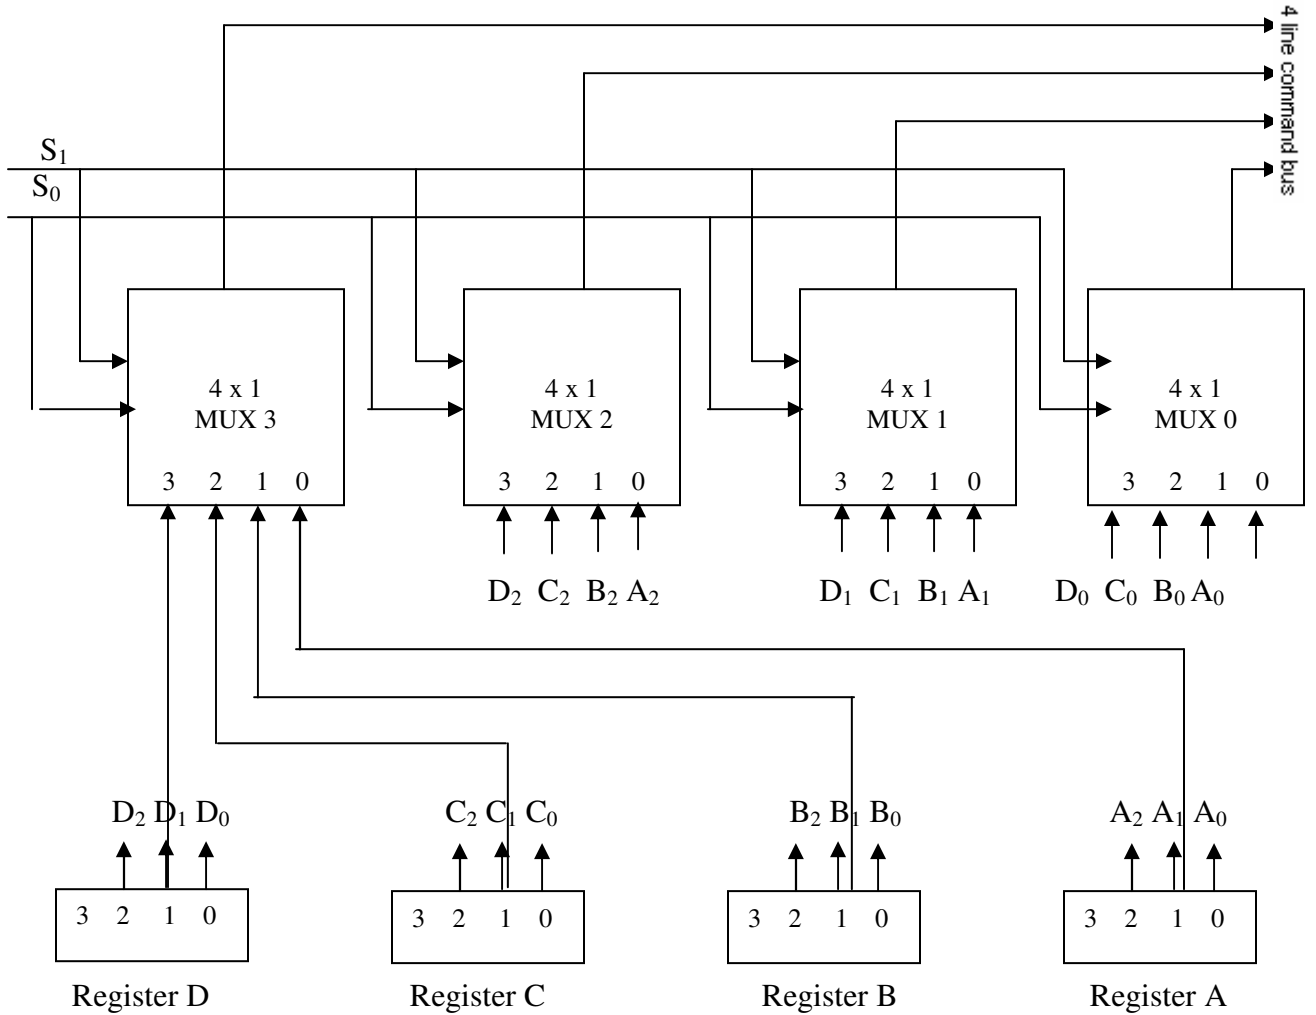 4 line command bus
S₁
S₀
4 x 1
MUX 3
3 2 1 0
4 x 1
MUX 2
3 2 1 0
4 x 1
MUX 1
3 2 1 0
4 x 1
MUX 0
3 2 1 0
D₂ C₂ B₂ A₂
D₁ C₁ B₁ A₁
D₀ C₀ B₀ A₀
D₂ D₁ D₀
C₂ C₁ C₀
B₂ B₁ B₀
A₂ A₁ A₀
3 2 1 0
3 2 1 0
3 2 1 0
3 2 1 0
Register D
Register C
Register B
Register A